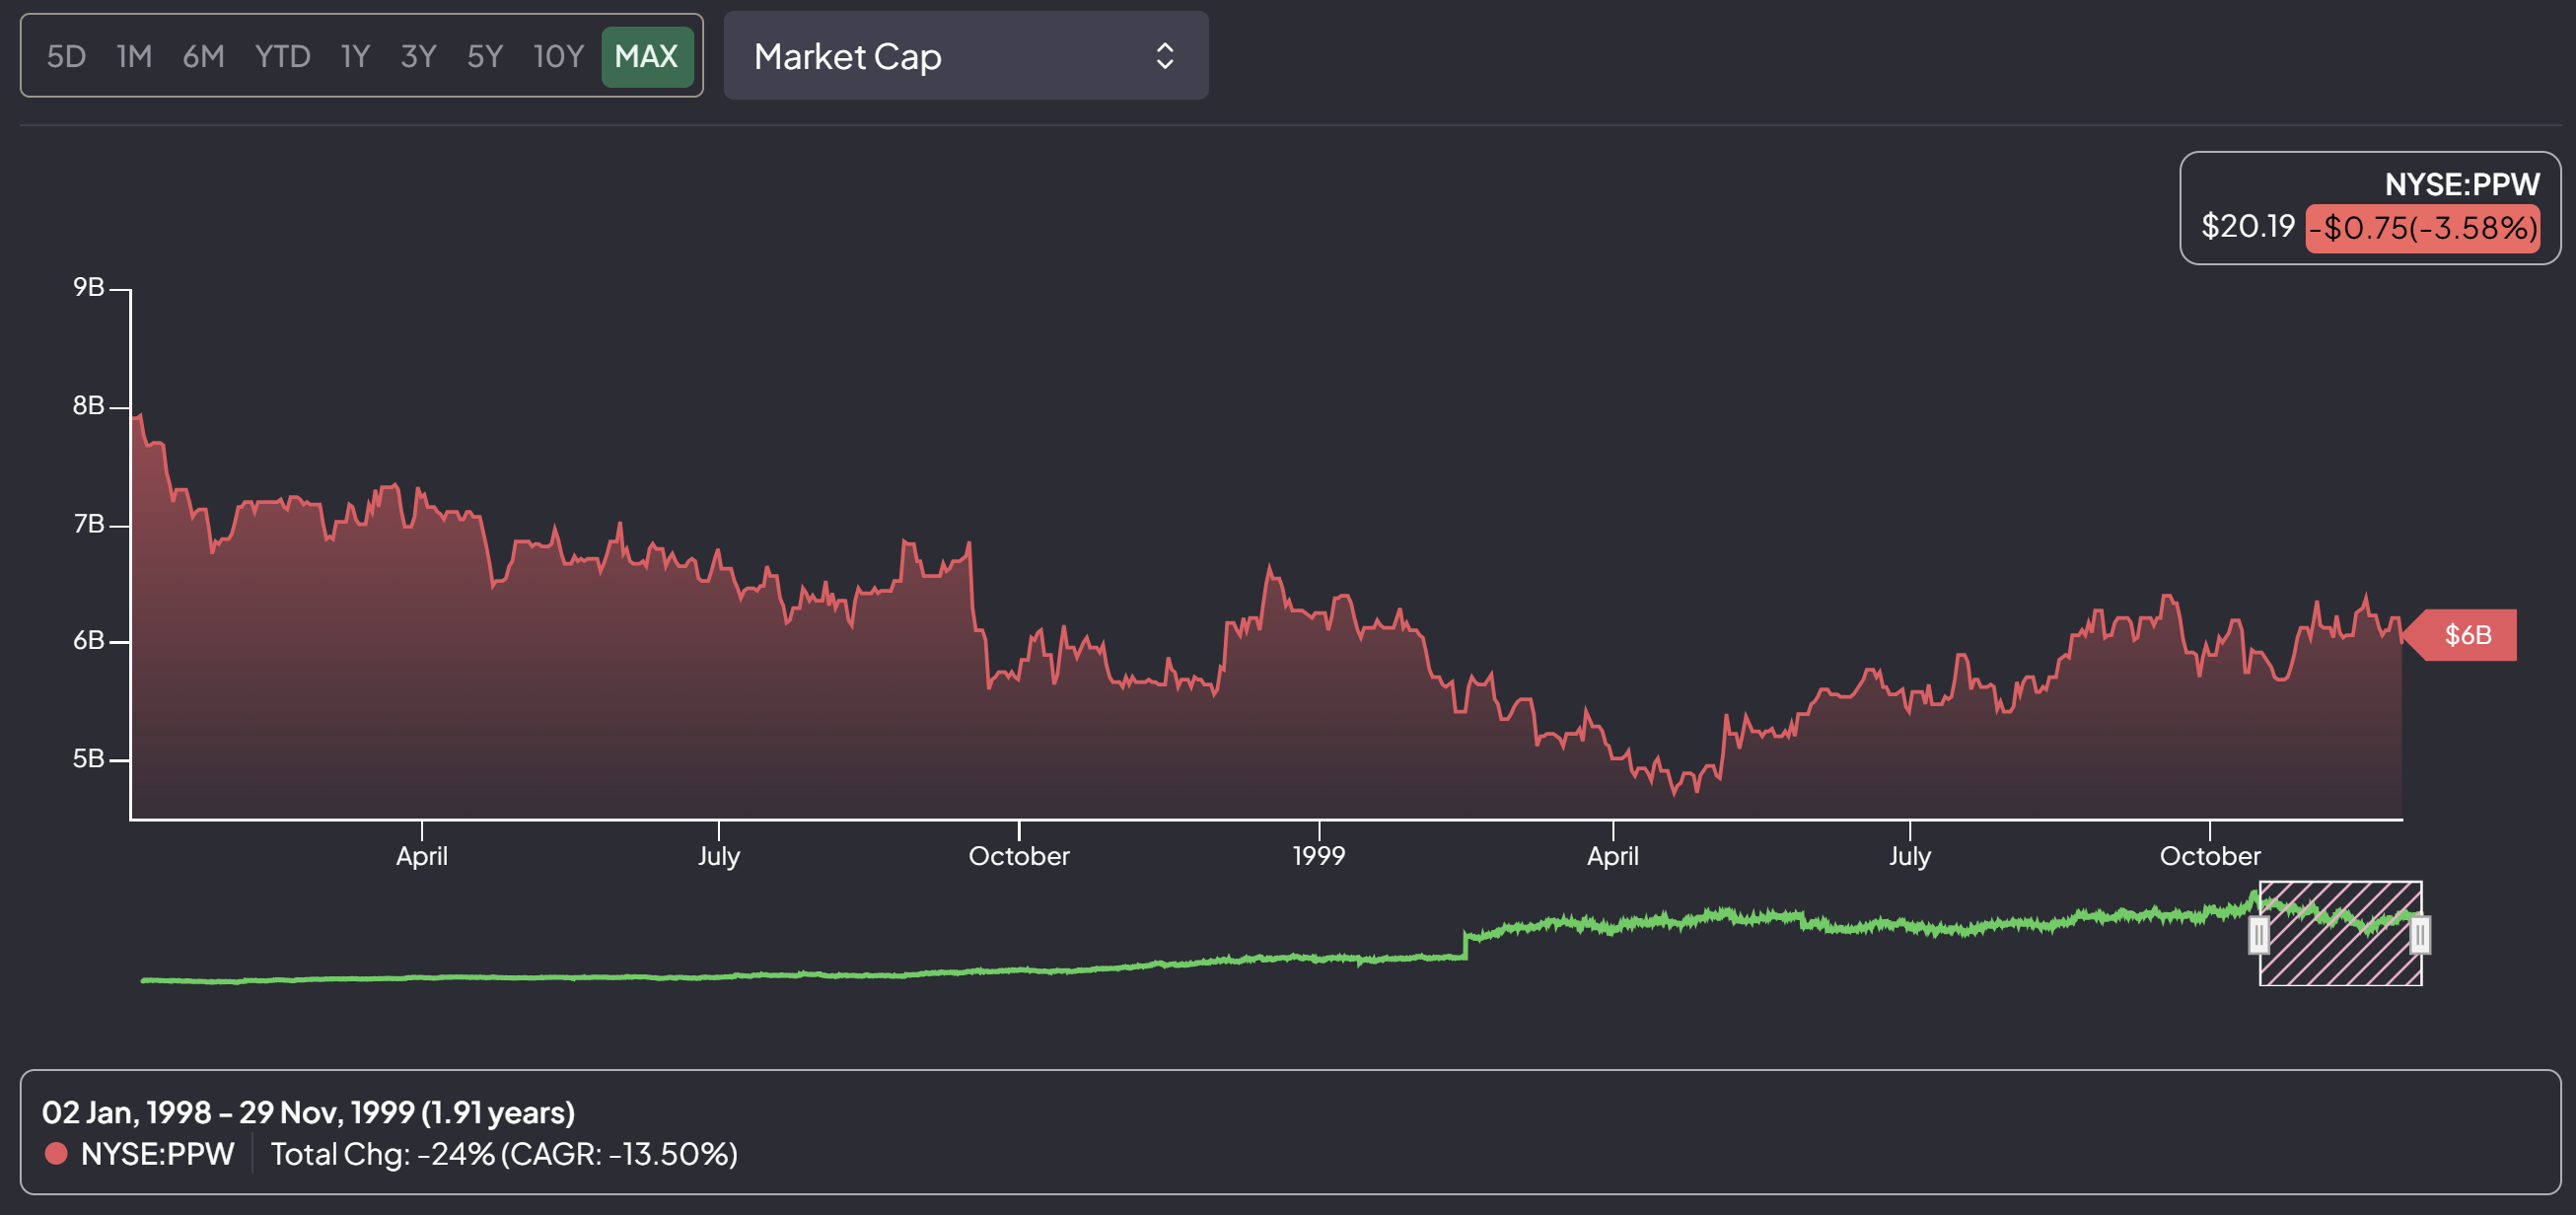 5D 1M 6M YTD 1Y 3Y 5Y 10Y MAX Market Cap
NYSE:PPW
$20.19 -$0.75(-3.58%)
9B
8B
7B
6B
5B
$6B
April July October 1999 April July October
02 Jan, 1998 - 29 Nov, 1999 (1.91 years)
NYSE:PPW Total Chg: -24% (CAGR: -13.50%)